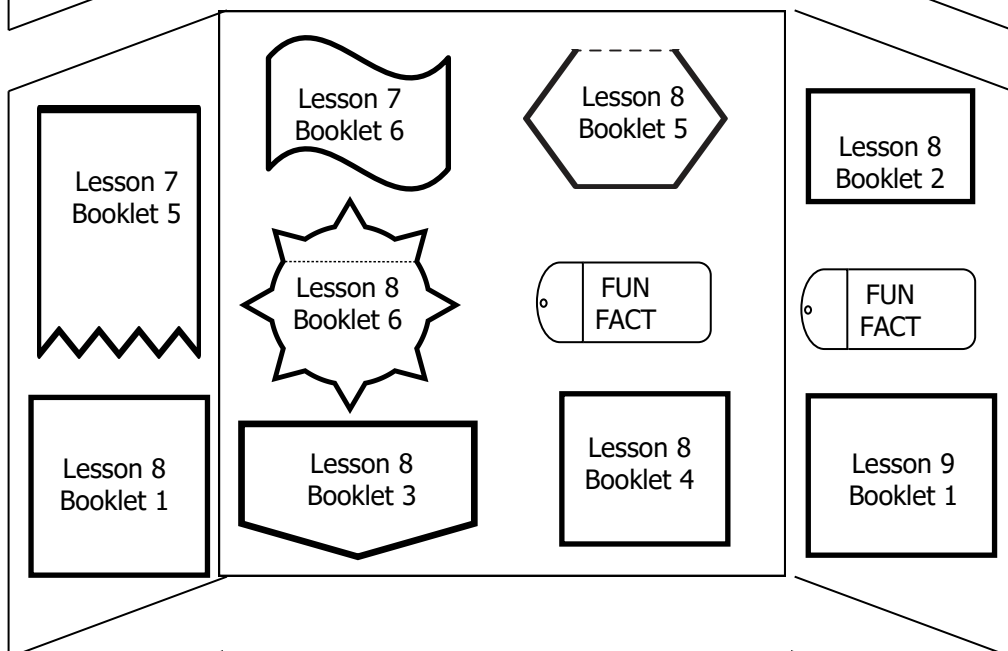 Lesson 7
Booklet 5
Lesson 8
Booklet 1
Lesson 7
Booklet 6
Lesson 8
Booklet 5
Lesson 8
Booklet 6
FUN
FACT
Lesson 8
Booklet 3
Lesson 8
Booklet 4
Lesson 8
Booklet 2
FUN
FACT
Lesson 9
Booklet 1